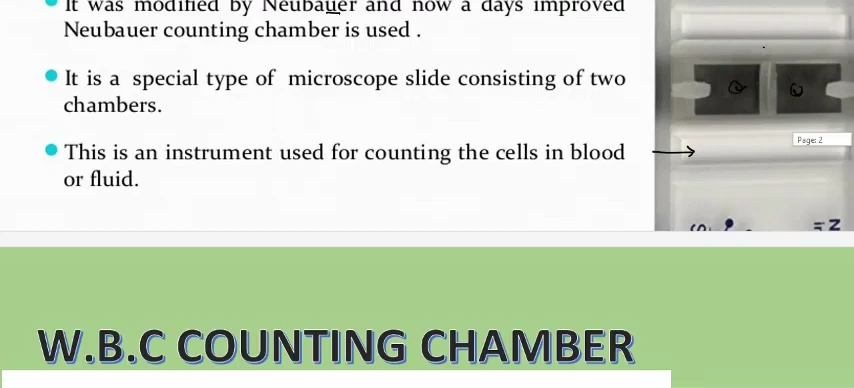 It was modified by Neubauer and now a days improved
Neubauer counting chamber is used .
It is a special type of microscope slide consisting of two
chambers.
This is an instrument used for counting the cells in blood
or fluid.
Page: 2
W.B.C COUNTING CHAMBER